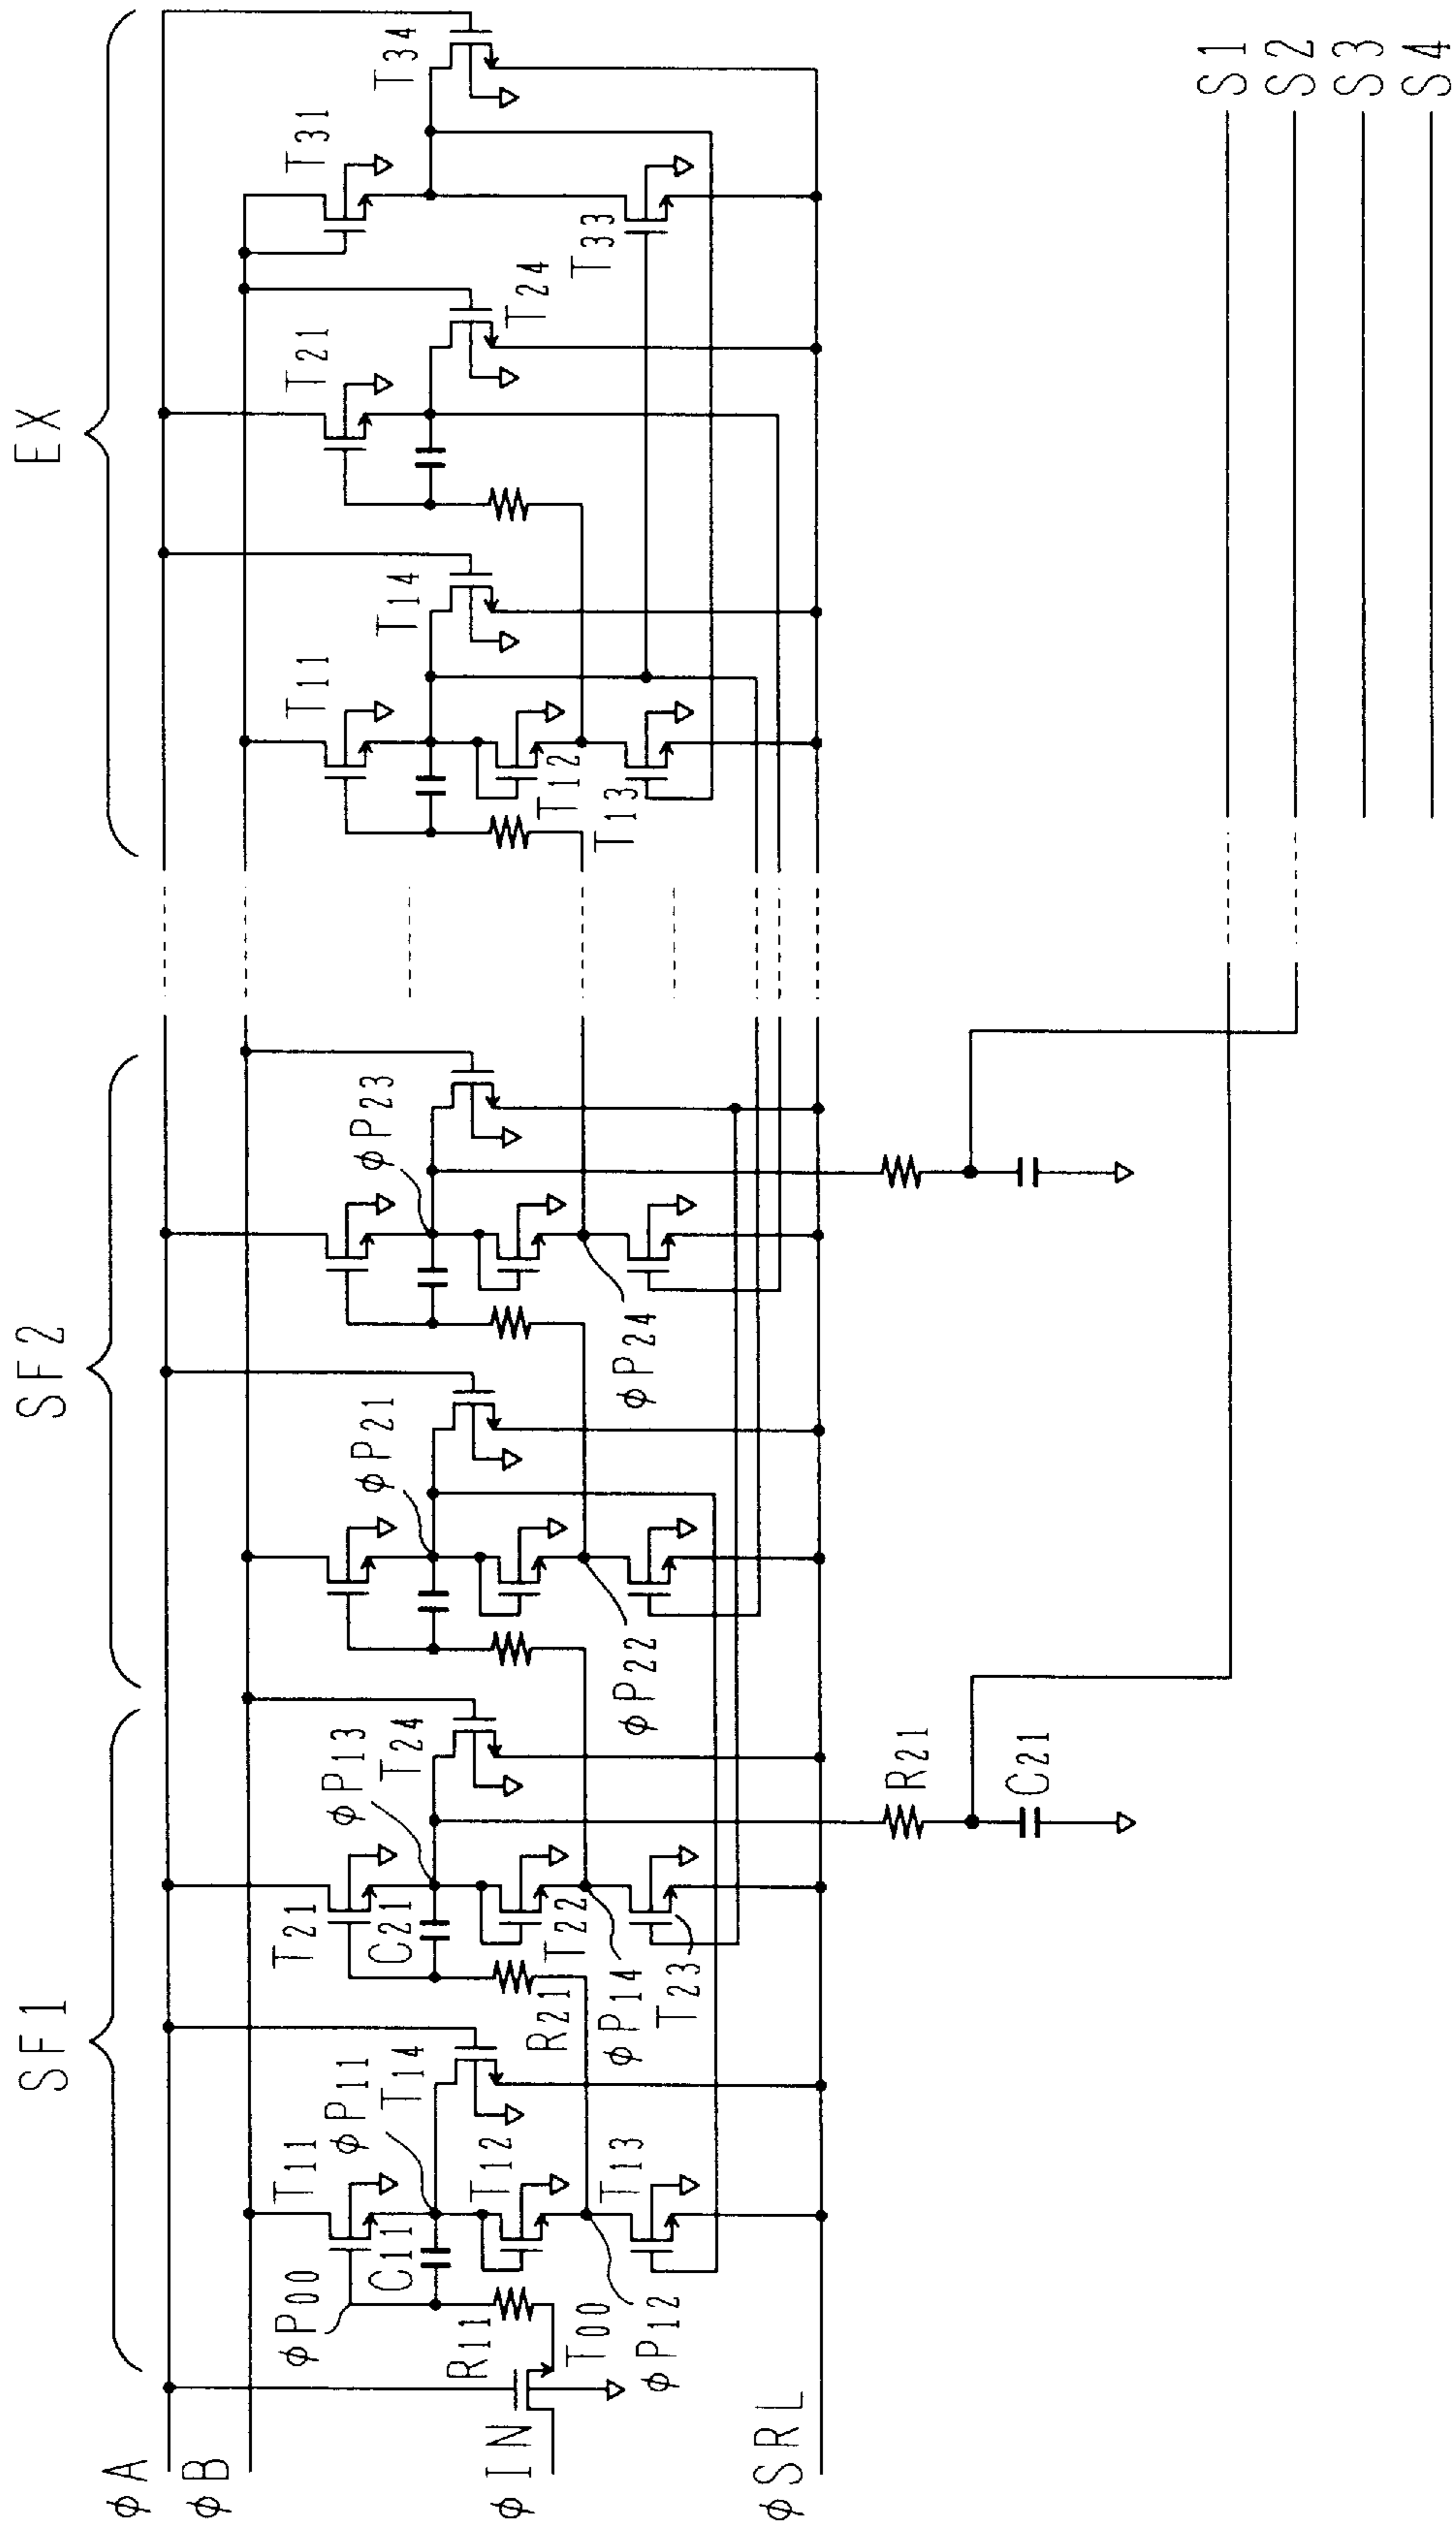 SF1
SF2
EX
φA
φB
φIN
φSRL
φP00
T11
φP11
T14
C11
T12
R11
T00
φP12
T13
T21
φP13
T24
C21
T22
R21
φP14
T23
R21
C21
φP21
φP22
φP23
φP24
T11
T14
T12
T13
T21
T24
T31
T34
T33
S1
S2
S3
S4